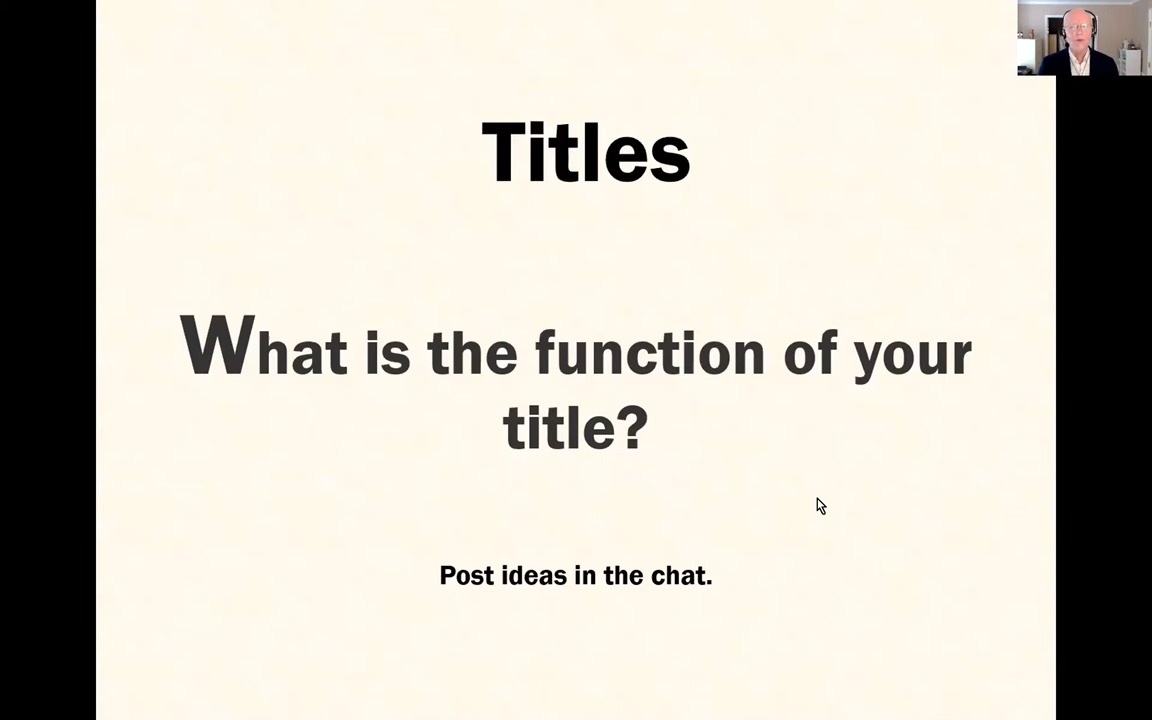 Titles
What is the function of your
title?
Post ideas in the chat.